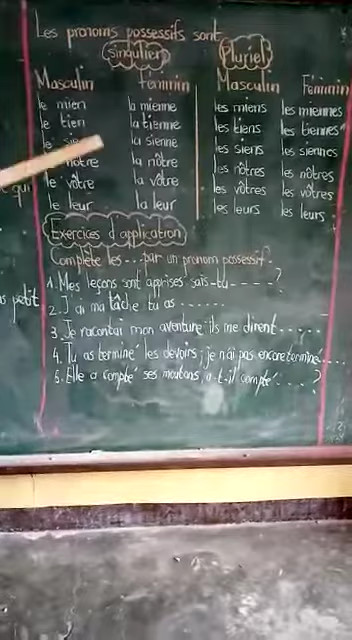 Les pronoms possessifs sont
Singulier Pluriel
Masculin Féminin Masculin Féminin
le mien la mienne les miens les miennes
le tien la tienne les tiens les tiennes
le la sienne les siens les siennes
nôtre la nôtre les nôtres les nôtres
qui le vôtre la vôtre les vôtres les vôtres
le leur la leur les leurs les leurs
Exercices d'application
Complète les... par un pronom possessif.
1. Mes leçons sont apprises sais-tu-----?
petit 2. J'ai ma tâche tu as ......
3. Je racontai mon aventure ils me dirent.....
4. Tu as terminé les devoirs; je n'ai pas encore terminé....
5. Elle a compté ses moutons, a-t-il compté....?